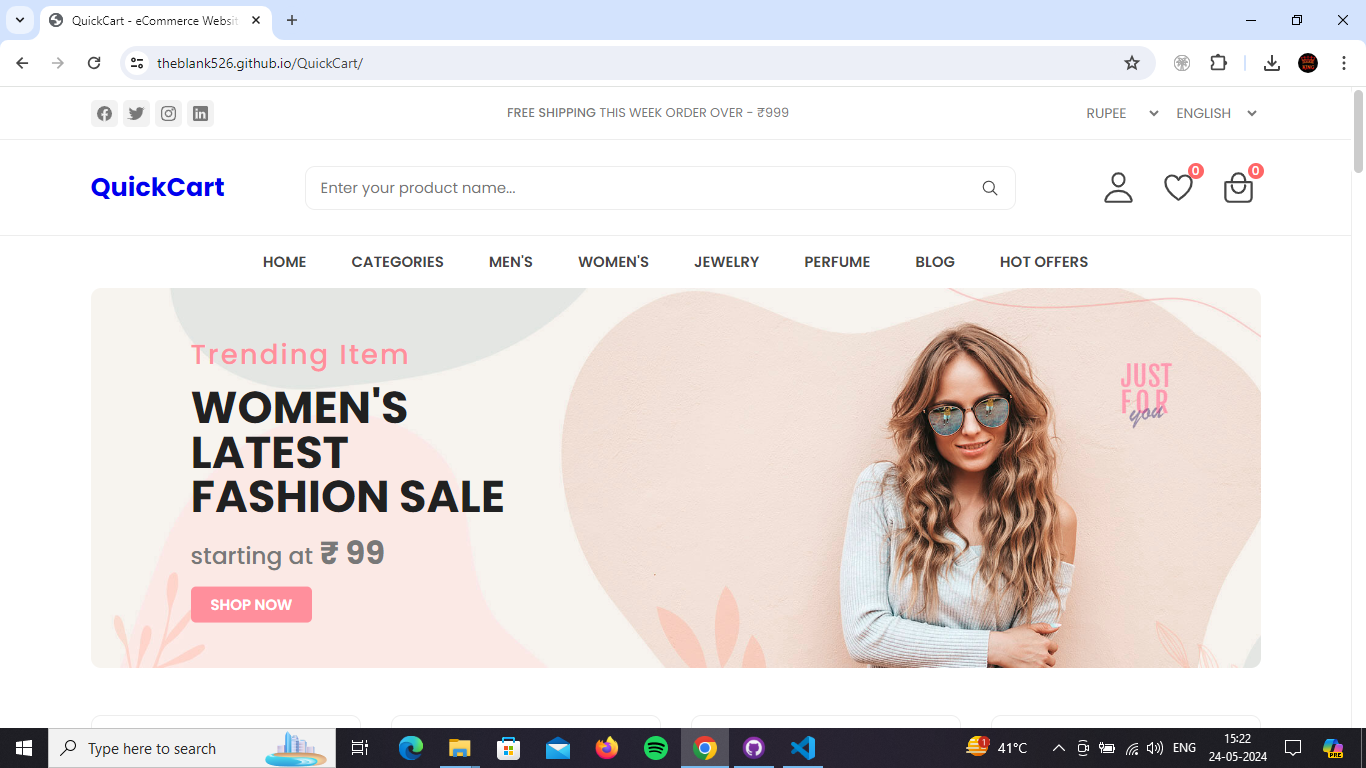 QuickCart - eCommerce Websit
theblank526.github.io/QuickCart/
FREE SHIPPING THIS WEEK ORDER OVER - ₹999
RUPEE
ENGLISH
QuickCart
Enter your product name...
0
0
HOME CATEGORIES MEN'S WOMEN'S JEWELRY PERFUME BLOG HOT OFFERS
Trending Item
WOMEN'S
LATEST
FASHION SALE
starting at ₹ 99
SHOP NOW
JUST
FOR
you
Type here to search
1
41°C
ENG
15:22
24-05-2024
PRE